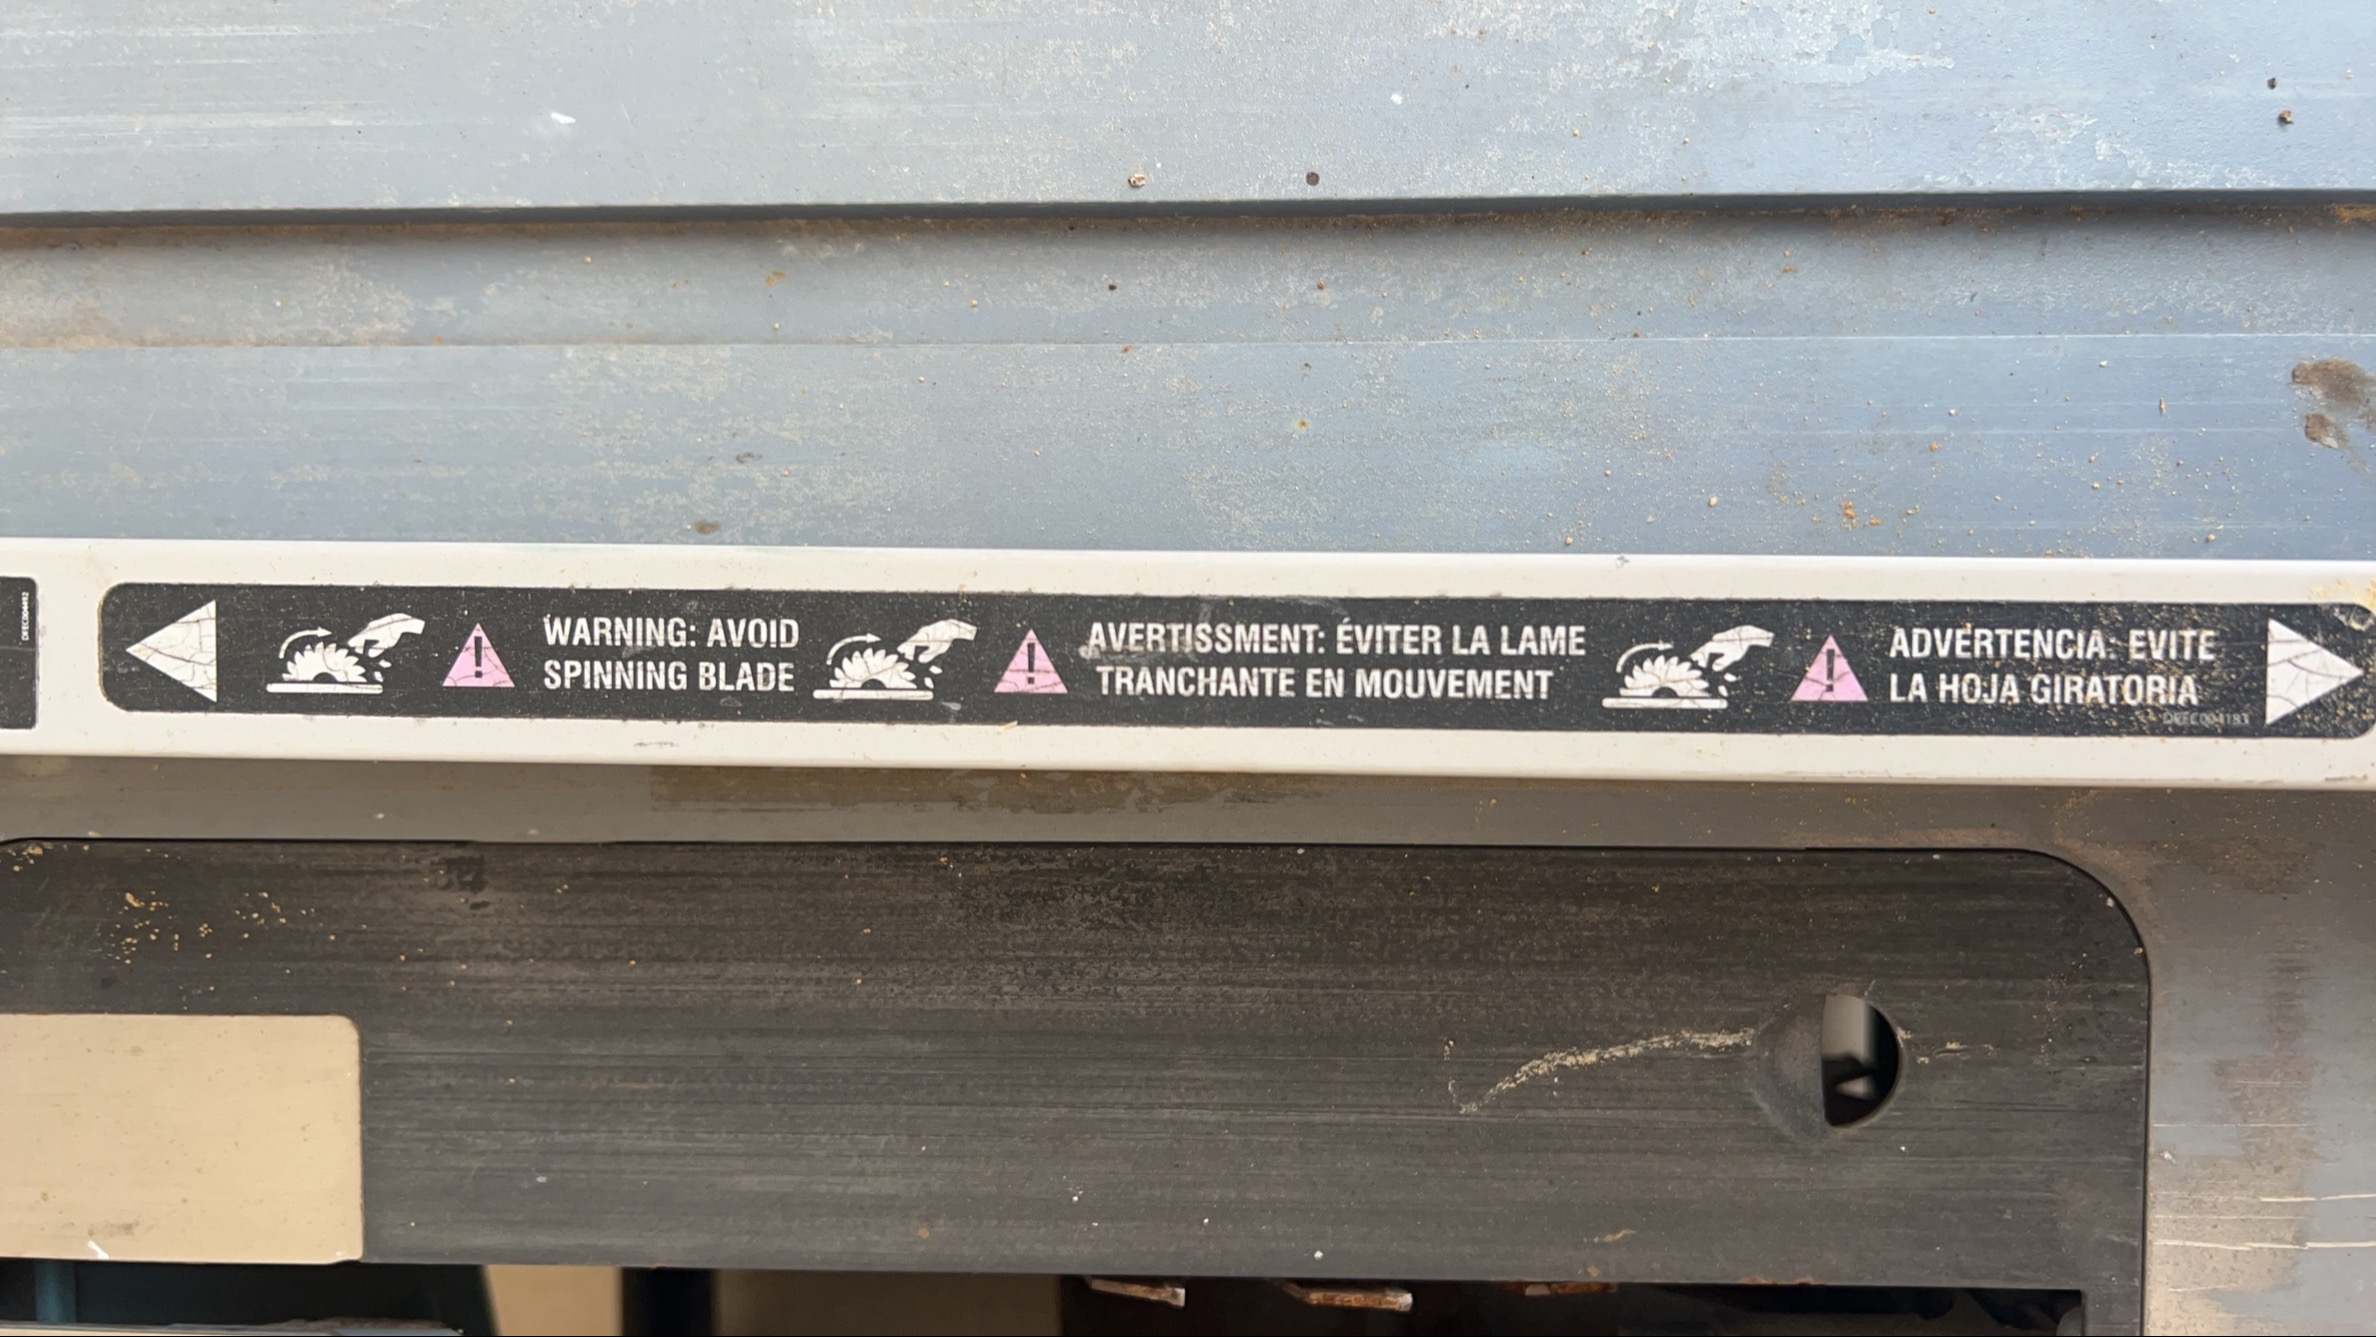 WARNING: AVOID
SPINNING BLADE
AVERTISSMENT: ÉVITER LA LAME
TRANCHANTE EN MOUVEMENT
ADVERTENCIA: EVITE
LA HOJA GIRATORIA